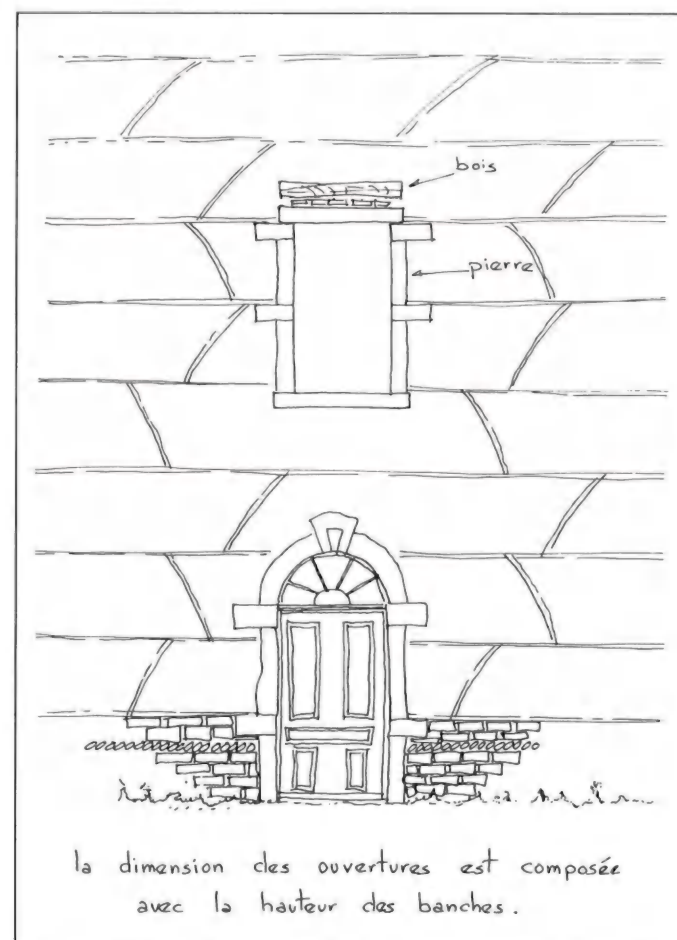 bois
pierre
la dimension des ouvertures est composée
avec la hauteur des banches.